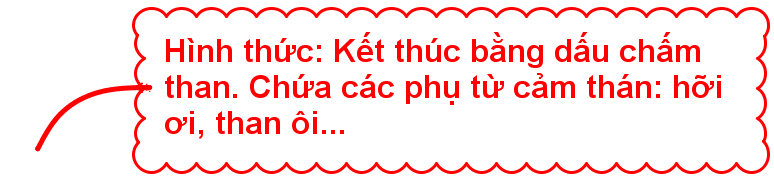 Hình thức: Kết thúc bằng dấu chấm
than. Chứa các phụ từ cảm thán: hỡi
ơi, than ôi...